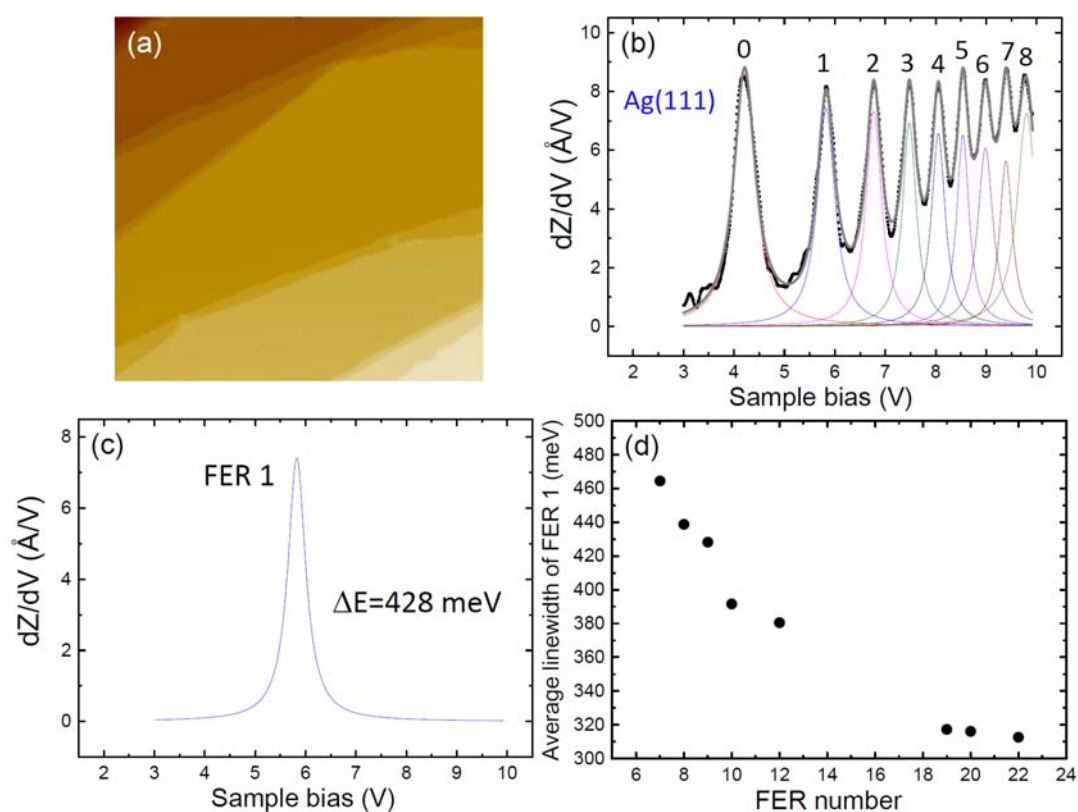 (a)
(b)
Ag(111)
0 1 2 3 4 5 6 7 8
10
8
6
4
2
0
dZ/dV (Å/V)
2 3 4 5 6 7 8 9 10
Sample bias (V)
(c)
FER 1
ΔE=428 meV
8
6
4
2
0
dZ/dV (Å/V)
2 3 4 5 6 7 8 9 10
Sample bias (V)
(d)
500
480
460
440
420
400
380
360
340
320
300
Average linewidth of FER 1 (meV)
6 8 10 12 14 16 18 20 22 24
FER number